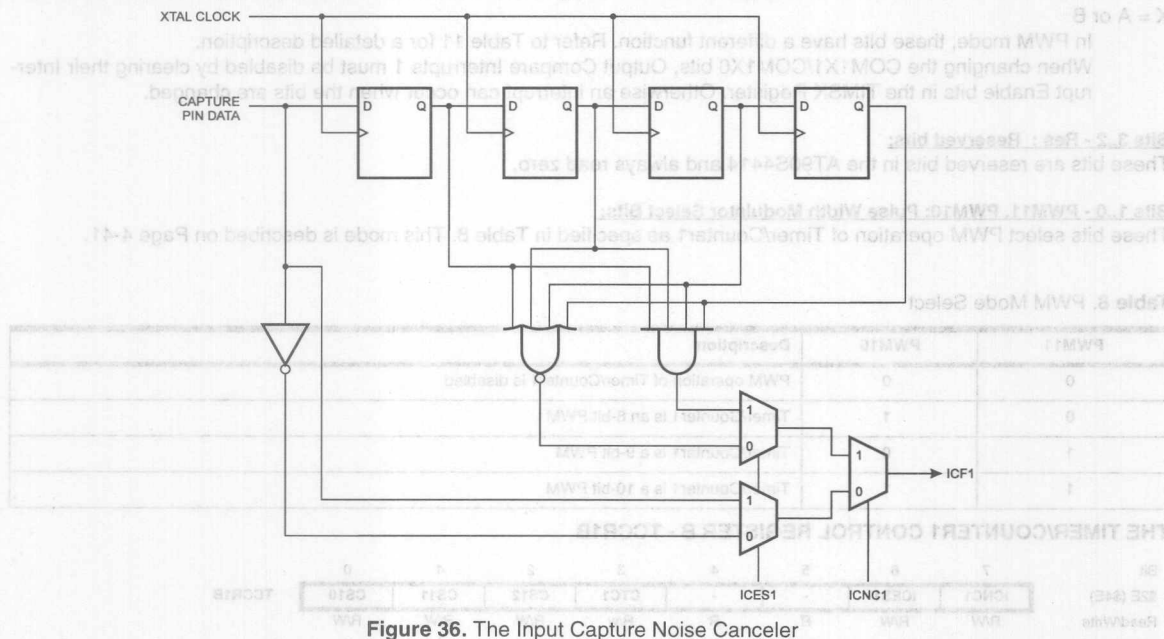 XTAL CLOCK
CAPTURE
PIN DATA
D Q D Q D Q D Q
1
0
1
0
1
0
ICF1
ICES1
ICNC1
Figure 36. The Input Capture Noise Canceler
X = A or B
In PWM mode, these bits have a different function. Refer to Table 11 for a detailed description.
When changing the COM1X1/COM1X0 bits, Output Compare Interrupts 1 must be disabled by clearing their Inter-
rupt Enable bits in the TIMSK Register. Otherwise an interrupt can occur when the bits are changed.
Bits 3..2 - Res : Reserved bits:
These bits are reserved bits in the AT90S4414 and always read zero.
Bits 1..0 - PWM11, PWM10: Pulse Width Modulator Select Bits:
These bits select PWM operation of Timer/Counter1 as specified in Table 8. This mode is described on Page 4-41.
Table 8. PWM Mode Select
PWM11 PWM10 Description
0 0 PWM operation of Timer/Counter1 is disabled
0 1 Timer/Counter1 is an 8-bit PWM
1 0 Timer/Counter1 is a 9-bit PWM
1 Timer/Counter1 is a 10-bit PWM
THE TIMER/COUNTER1 CONTROL REGISTER B - TCCR1B
Bit 7 6 5 4 3 2 1 0
$2E ($4E) ICNC1 - - CTC1 CS12 CS11 CS10 TCCR1B
Read/Write R/W R/W R R R/W R/W R/W R/W